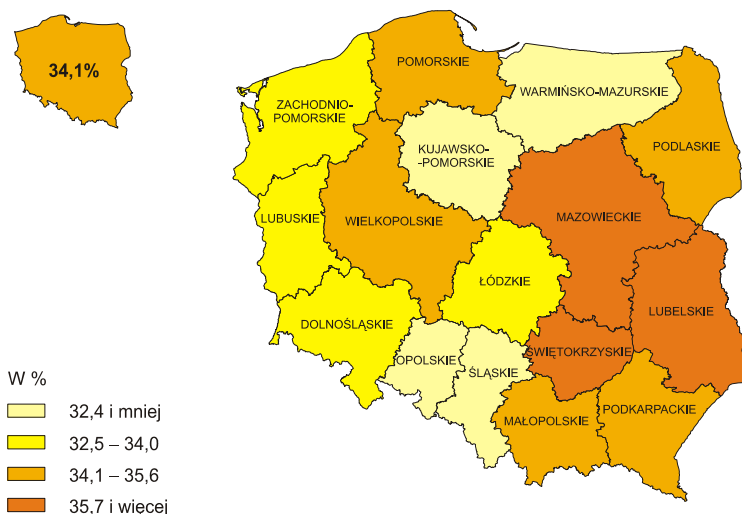 34,1%
POMORSKIE
WARMIŃSKO-MAZURSKIE
ZACHODNIO-
POMORSKIE
KUJAWSKO-
-POMORSKIE
PODLASKIE
LUBUSKIE
WIELKOPOLSKIE
MAZOWIECKIE
ŁÓDZKIE
LUBELSKIE
DOLNOŚLĄSKIE
OPOLSKIE
ŚLĄSKIE
ŚWIĘTOKRZYSKIE
MAŁOPOLSKIE
PODKARPACKIE
W %
32,4 i mniej
32,5 – 34,0
34,1 – 35,6
35,7 i więcej